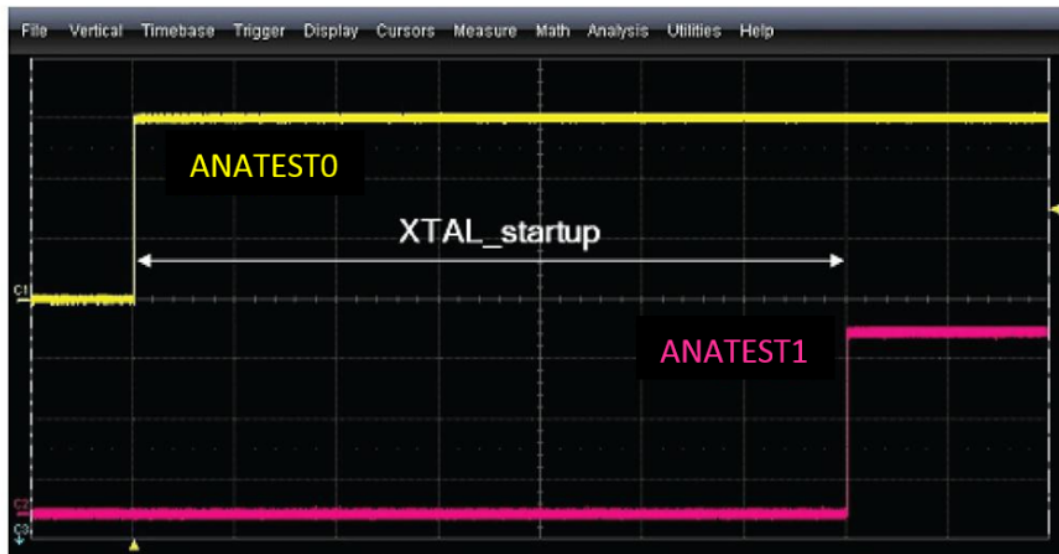 File Vertical Timebase Trigger Display Cursors Measure Math Analysis Utilities Help
ANATEST0
XTAL_startup
C1
ANATEST1
C2
C3